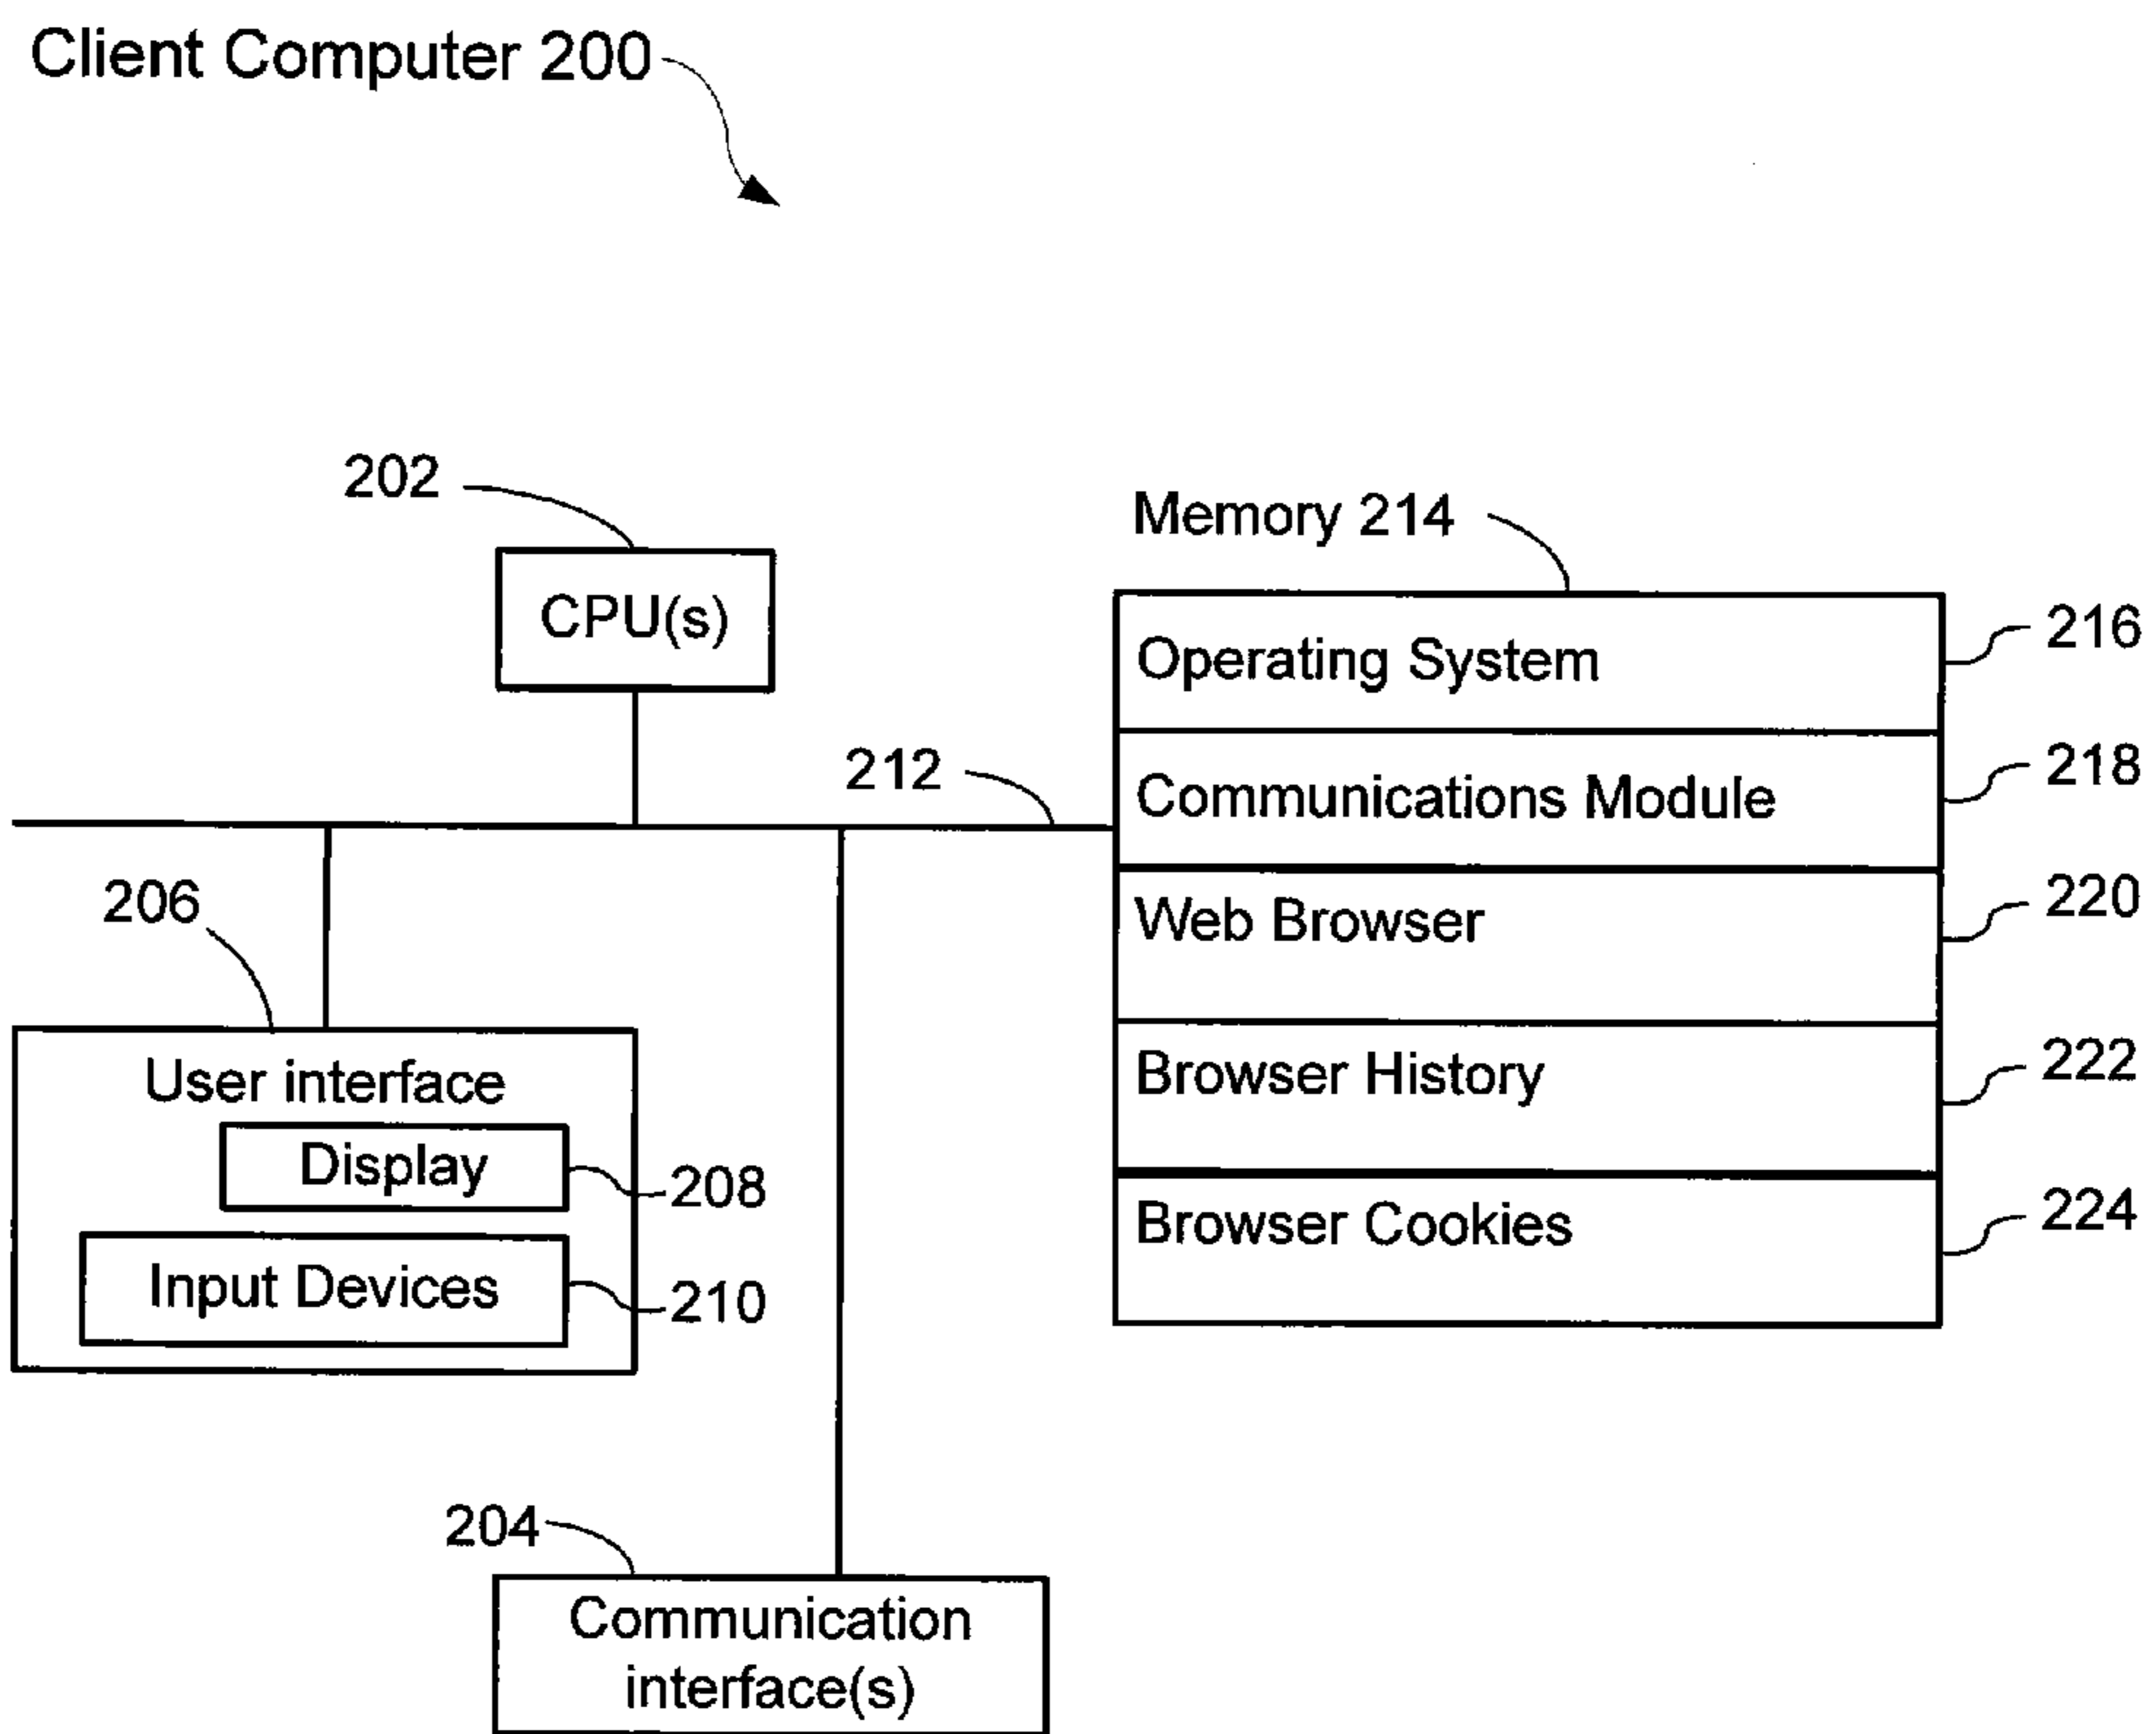 Client Computer 200
202
CPU(s)
Memory 214
Operating System
216
Communications Module
218
Web Browser
220
Browser History
222
Browser Cookies
224
212
206
User interface
Display
208
Input Devices
210
204
Communication
interface(s)